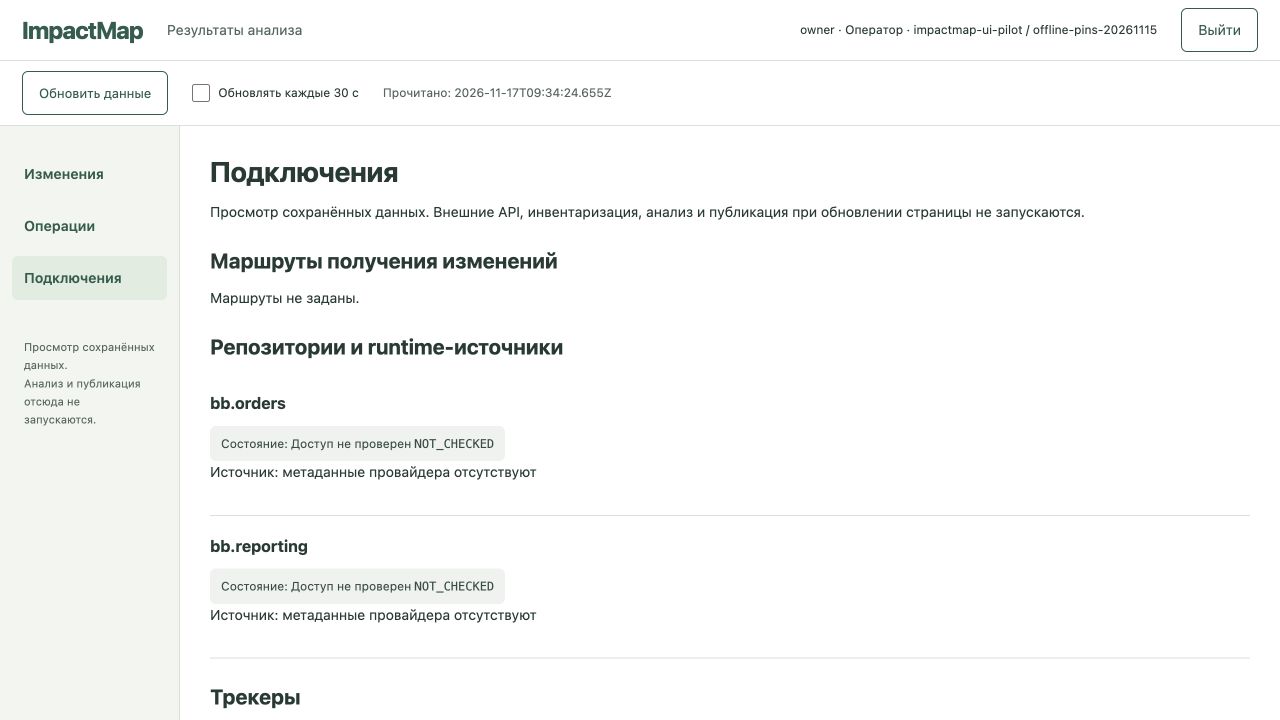 ImpactMap
Результаты анализа
owner · Оператор · impactmap-ui-pilot / offline-pins-20261115
Выйти
Обновить данные
Обновлять каждые 30 с
Прочитано: 2026-11-17T09:34:24.655Z
Изменения
Операции
Подключения
Просмотр сохранённых
данных.
Анализ и публикация
отсюда не
запускаются.
Подключения
Просмотр сохранённых данных. Внешние API, инвентаризация, анализ и публикация при обновлении страницы не запускаются.
Маршруты получения изменений
Маршруты не заданы.
Репозитории и runtime-источники
bb.orders
Состояние: Доступ не проверен NOT_CHECKED
Источник: метаданные провайдера отсутствуют
bb.reporting
Состояние: Доступ не проверен NOT_CHECKED
Источник: метаданные провайдера отсутствуют
Трекеры